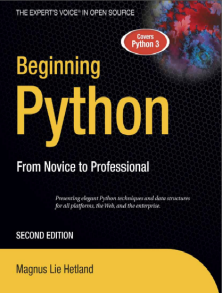 THE EXPERT'S VOICE® IN OPEN SOURCE
Covers
Python 3
Beginning
Python
From Novice to Professional
Presenting elegant Python techniques and data structures
for all platforms, the Web, and the enterprise.
SECOND EDITION
Magnus Lie Hetland